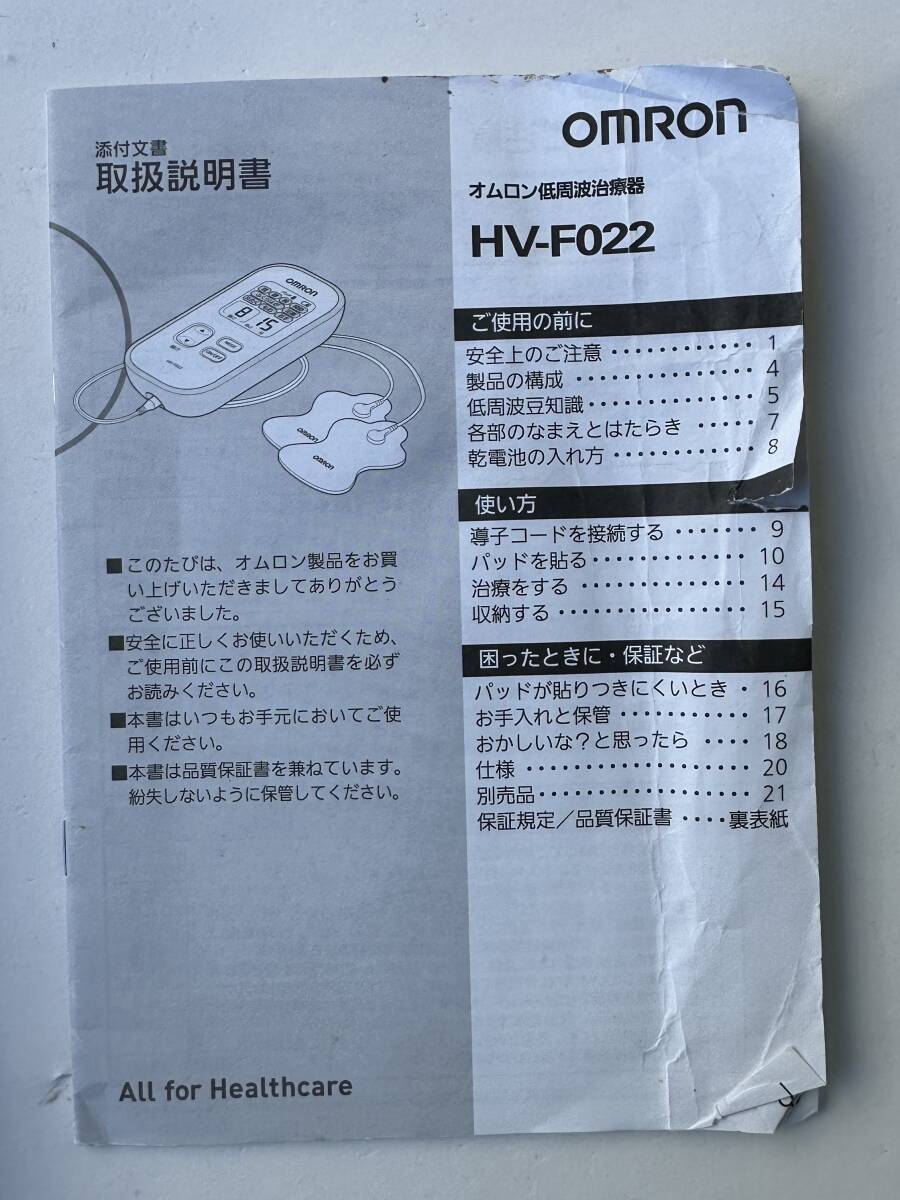 添付文書
取扱説明書
OMRON
8 15
ON/OFF
OMRON
OMRON
■このたびは、オムロン製品をお買
い上げいただきましてありがとう
ございました。
■安全に正しくお使いいただくため、
ご使用前にこの取扱説明書を必ず
お読みください。
■本書はいつもお手元においてご使
用ください。
■本書は品質保証書を兼ねています。
紛失しないように保管してください。
All for Healthcare
OMRON
オムロン低周波治療器
HV-F022
ご使用の前に
安全上のご注意 ・・・・・・・・・・・・ 1
製品の構成 ・・・・・・・・・・・・・・ 4
低周波豆知識・・・・・・・・・・・・・ 5
各部のなまえとはたらき ・・・・・ 7
乾電池の入れ方 ・・・・・・・・・・・・ 8
使い方
導子コードを接続する ・・・・・・・ 9
パッドを貼る・・・・・・・・・・・・・ 10
治療をする ・・・・・・・・・・・・・・ 14
収納する・・・・・・・・・・・・・・・・ 15
困ったときに・保証など
パッドが貼りつきにくいとき ・ 16
お手入れと保管 ・・・・・・・・・・・ 17
おかしいな?と思ったら ・・・・ 18
仕様 ・・・・・・・・・・・・・・・・・・ 20
別売品・・・・・・・・・・・・・・・・・ 21
保証規定/品質保証書 ・・・・裏表紙